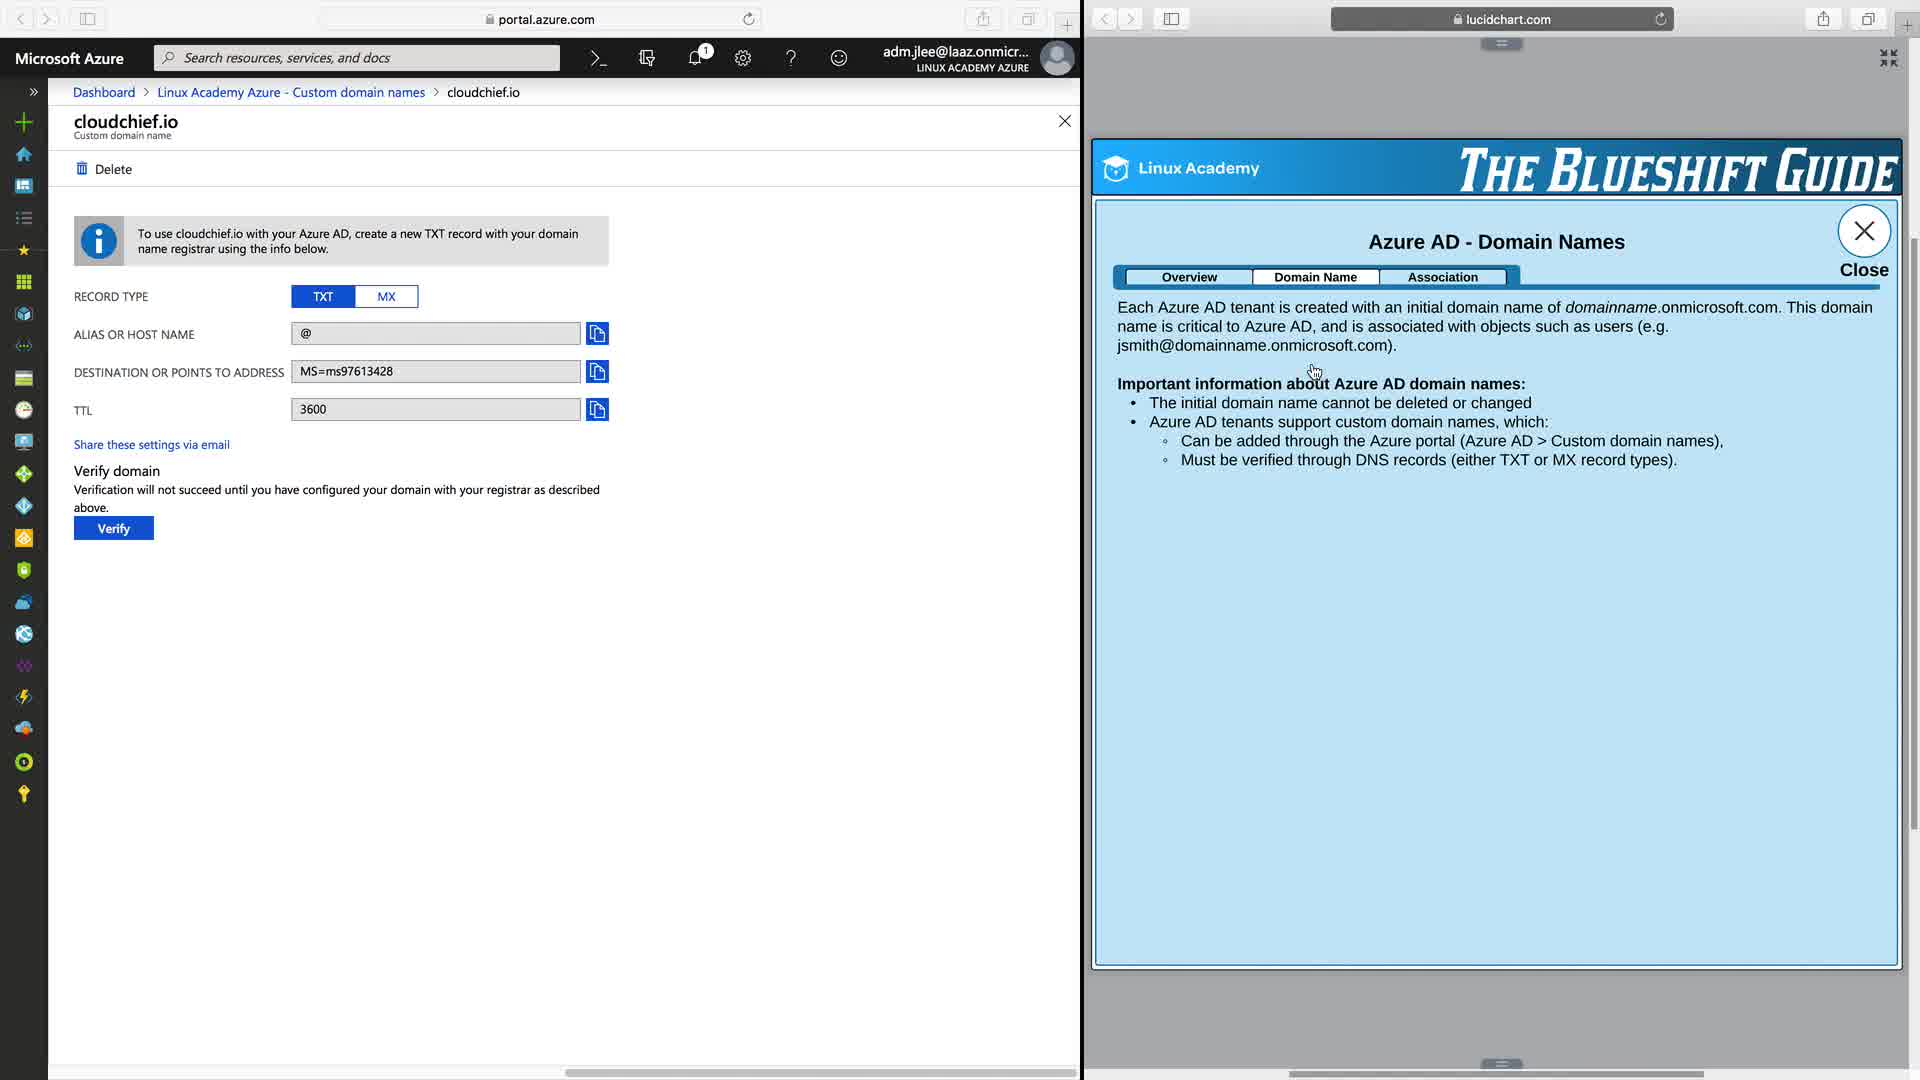 portal.azure.com
Microsoft Azure
Search resources, services, and docs
1
adm.jlee@laaz.onmicr...
LINUX ACADEMY AZURE
Dashboard > Linux Academy Azure - Custom domain names > cloudchief.io
cloudchief.io
Custom domain name
Delete
To use cloudchief.io with your Azure AD, create a new TXT record with your domain
name registrar using the info below.
RECORD TYPE TXT MX
ALIAS OR HOST NAME @
DESTINATION OR POINTS TO ADDRESS MS=ms97613428
TTL 3600
Share these settings via email
Verify domain
Verification will not succeed until you have configured your domain with your registrar as described
above.
Verify
lucidchart.com
Linux Academy
THE BLUESHIFT GUIDE
Azure AD - Domain Names
Close
Overview Domain Name Association
Each Azure AD tenant is created with an initial domain name of domainname.onmicrosoft.com. This domain
name is critical to Azure AD, and is associated with objects such as users (e.g.
jsmith@domainname.onmicrosoft.com).
Important information about Azure AD domain names:
• The initial domain name cannot be deleted or changed
• Azure AD tenants support custom domain names, which:
◦ Can be added through the Azure portal (Azure AD > Custom domain names),
◦ Must be verified through DNS records (either TXT or MX record types).